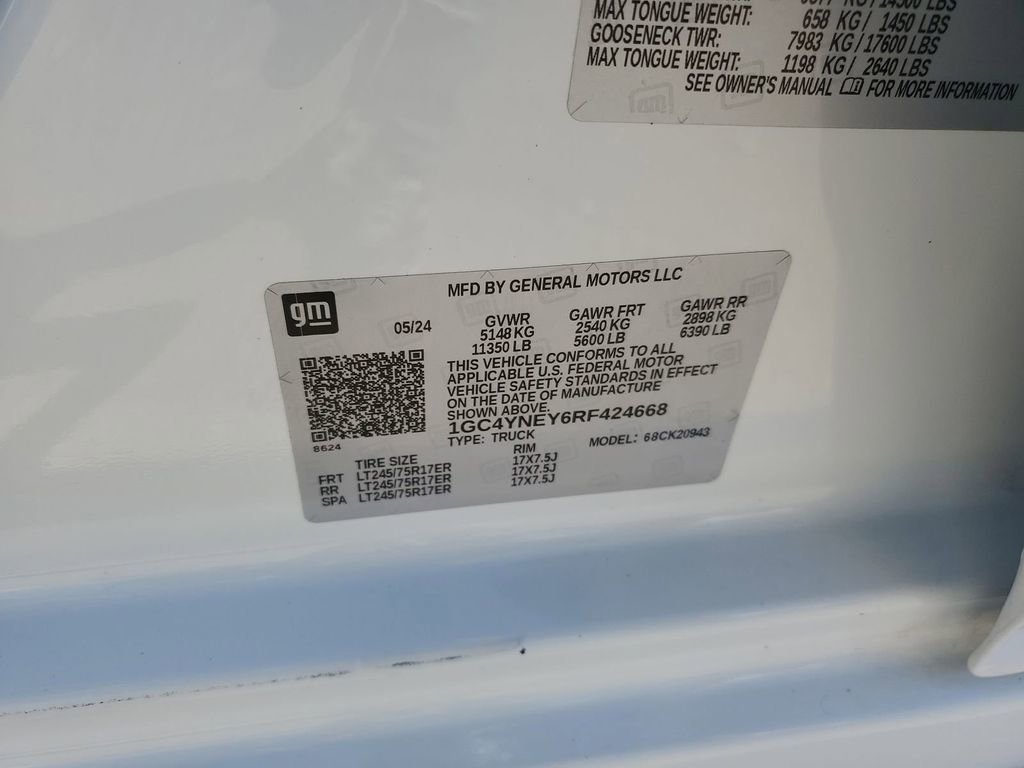 KG/14500 LBS
MAX TONGUE WEIGHT: 658 KG/ 1450 LBS
GOOSENECK TWR: 7983 KG/17600 LBS
MAX TONGUE WEIGHT: 1198 KG/ 2640 LBS
SEE OWNER'S MANUAL FOR MORE INFORMATION
gm
MFD BY GENERAL MOTORS LLC
05/24 GVWR GAWR FRT GAWR RR
5148 KG 2540 KG 2898 KG
11350 LB 5600 LB 6390 LB
THIS VEHICLE CONFORMS TO ALL
APPLICABLE U.S. FEDERAL MOTOR
VEHICLE SAFETY STANDARDS IN EFFECT
ON THE DATE OF MANUFACTURE
SHOWN ABOVE.
1GC4YNEY6RF424668
8624
TYPE: TRUCK MODEL: 68CK20943
TIRE SIZE RIM
FRT LT245/75R17ER 17X7.5J
RR LT245/75R17ER 17X7.5J
SPA LT245/75R17ER 17X7.5J